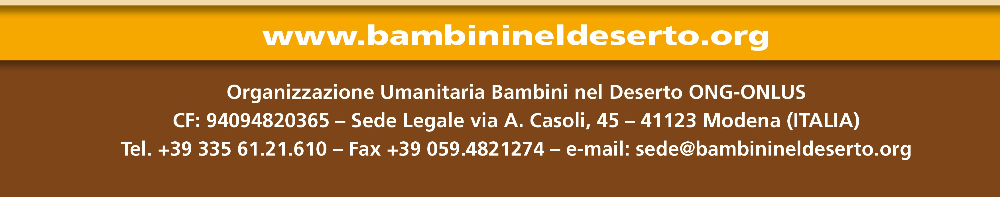 www.bambinineldeserto.org
Organizzazione Umanitaria Bambini nel Deserto ONG-ONLUS
CF: 94094820365 – Sede Legale via A. Casoli, 45 – 41123 Modena (ITALIA)
Tel. +39 335 61.21.610 – Fax +39 059.4821274 – e-mail: sede@bambinineldeserto.org